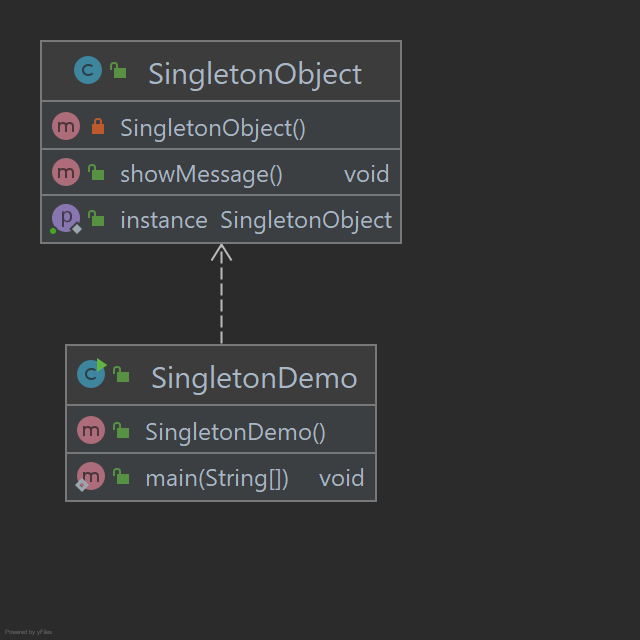 SingletonObject
SingletonObject()
showMessage() void
instance SingletonObject
SingletonDemo
SingletonDemo()
main(String[]) void
Powered by yFiles